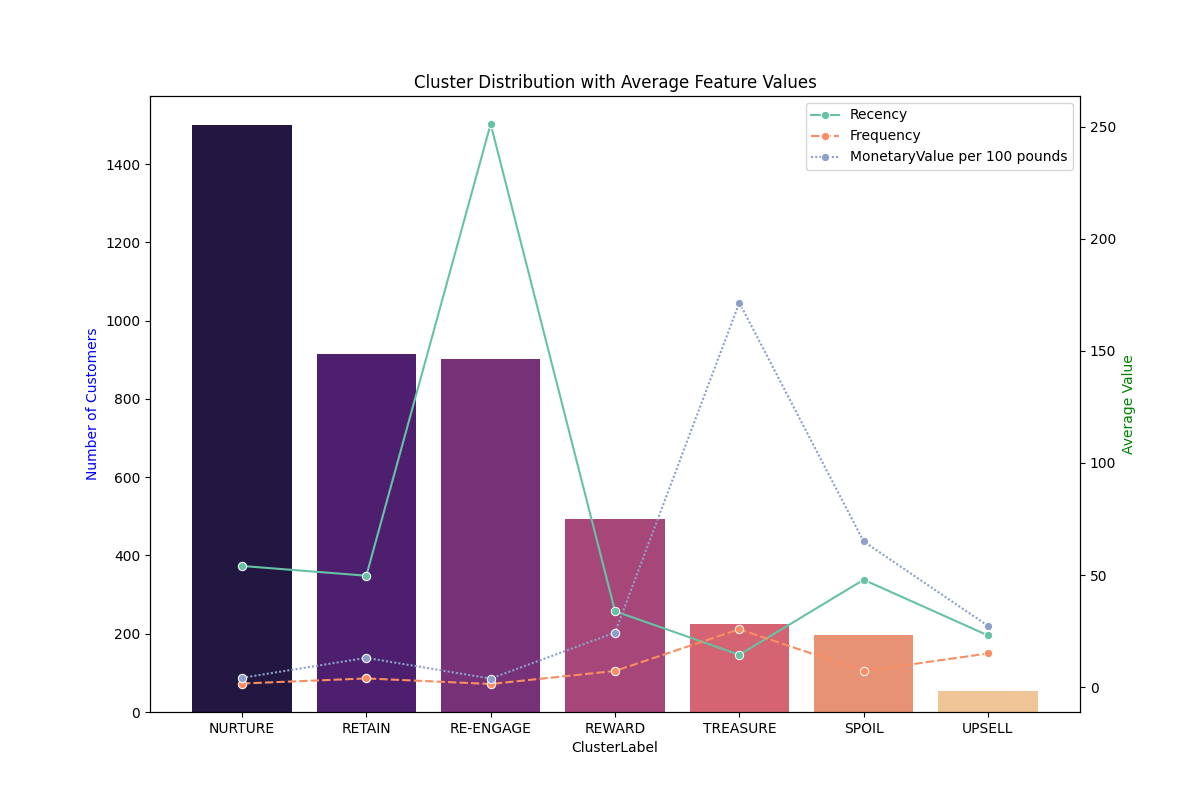 Cluster Distribution with Average Feature Values
Recency
Frequency
MonetaryValue per 100 pounds
Number of Customers
1400
1200
1000
800
600
400
200
0
250
200
150
100
50
0
Average Value
NURTURE RETAIN RE-ENGAGE REWARD TREASURE SPOIL UPSELL
ClusterLabel